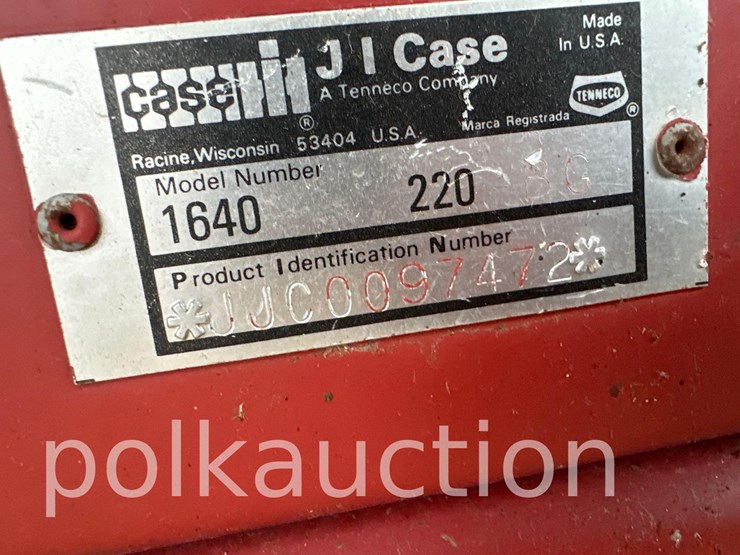 case IH
®
J I Case
A Tenneco Company
Made
In U.S.A.
TENNECO
®
Racine, Wisconsin 53404 U.S.A.
Marca Registrada
Model Number
1640 220
Product Identification Number
*JJC0097472*
polkauction